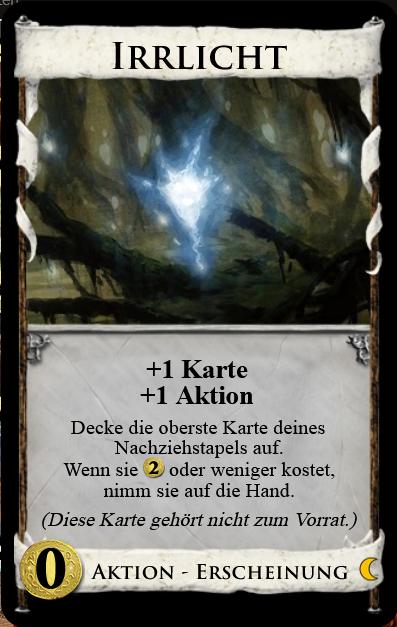 Irrlicht
+1 Karte
+1 Aktion
Decke die oberste Karte deines
Nachziehstapels auf.
Wenn sie 2 oder weniger kostet,
nimm sie auf die Hand.
(Diese Karte gehört nicht zum Vorrat.)
0 Aktion - Erscheinung